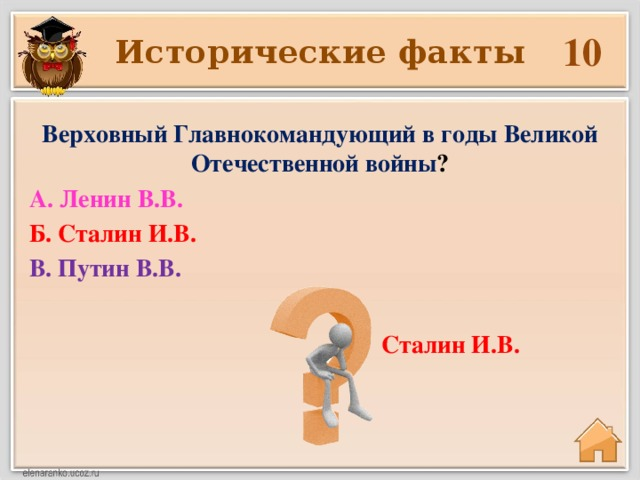 Исторические факты
10
Верховный Главнокомандующий в годы Великой
Отечественной войны?
А. Ленин В.В.
Б. Сталин И.В.
В. Путин В.В.
Сталин И.В.
elenaranko.ucoz.ru